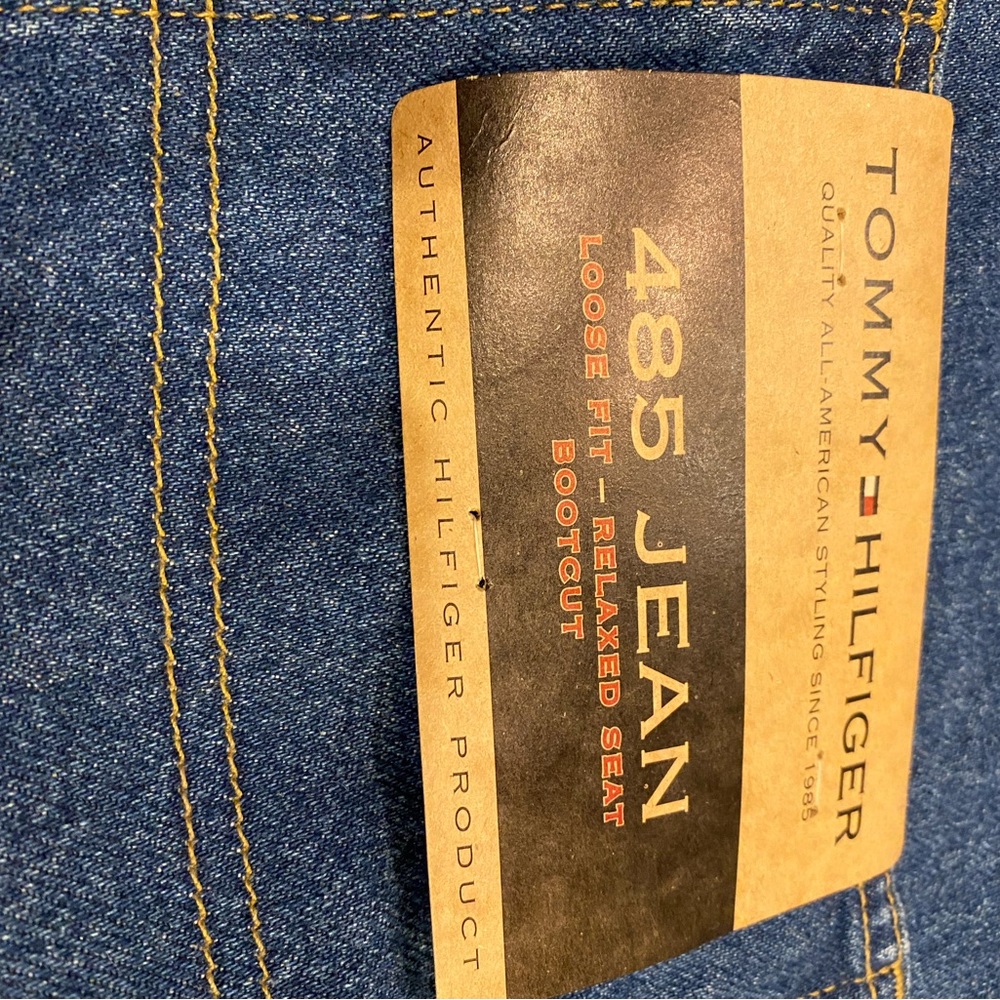 TOMMY HILFIGER
QUALITY ALL-AMERICAN STYLING SINCE 1985
485 JEAN
LOOSE FIT - RELAXED SEAT
BOOTCUT
AUTHENTIC HILFIGER PRODUCT